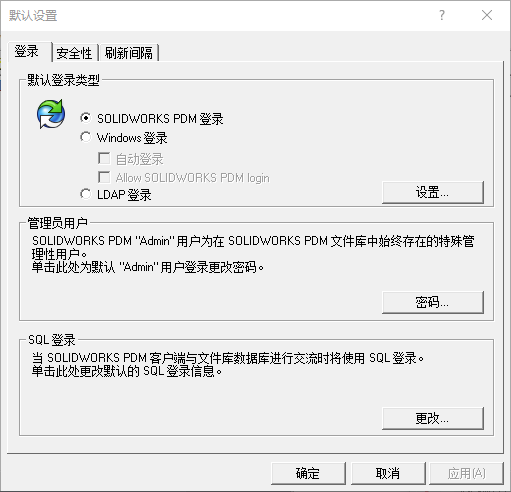 默认设置
登录 安全性 刷新间隔
默认登录类型
SOLIDWORKS PDM 登录
Windows 登录
自动登录
Allow SOLIDWORKS PDM login
LDAP 登录
设置...
管理员用户
SOLIDWORKS PDM "Admin" 用户为在 SOLIDWORKS PDM 文件库中始终存在的特殊管
理性用户。
单击此处为默认 "Admin" 用户登录更改密码。
密码...
SQL 登录
当 SOLIDWORKS PDM 客户端与文件库数据库进行交流时将使用 SQL 登录。
单击此处更改默认的 SQL 登录信息。
更改...
确定 取消 应用(A)